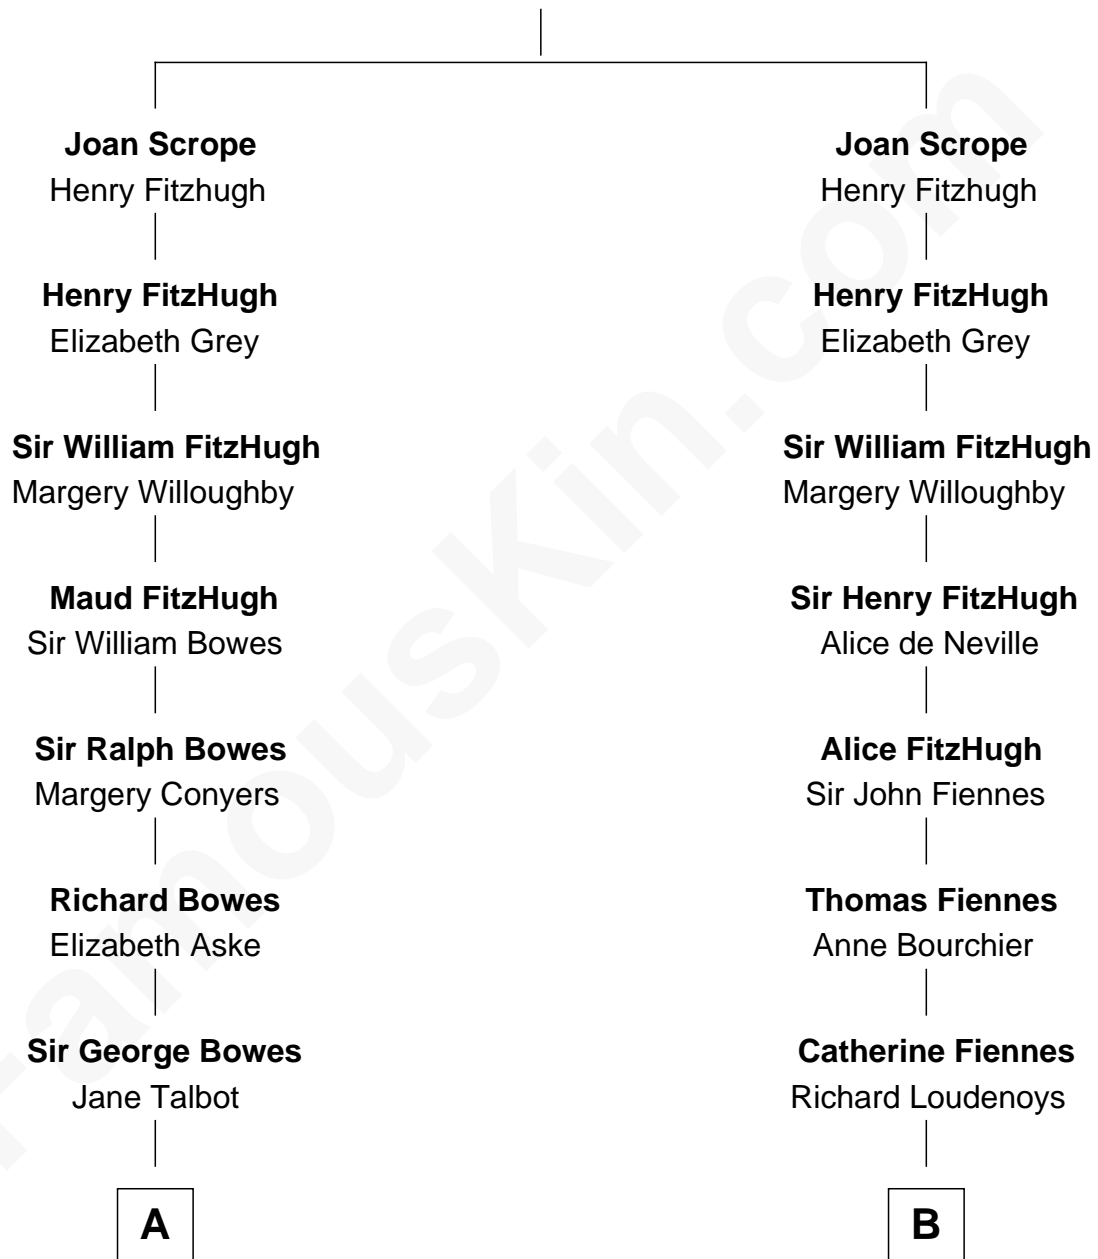 Joan Scrope
Henry Fitzhugh
Henry FitzHugh
Elizabeth Grey
Sir William FitzHugh
Margery Willoughby
Maud FitzHugh
Sir William Bowes
Sir Ralph Bowes
Margery Conyers
Richard Bowes
Elizabeth Aske
Sir George Bowes
Jane Talbot
A
Joan Scrope
Henry Fitzhugh
Henry FitzHugh
Elizabeth Grey
Sir William FitzHugh
Margery Willoughby
Sir Henry FitzHugh
Alice de Neville
Alice FitzHugh
Sir John Fiennes
Thomas Fiennes
Anne Bourchier
Catherine Fiennes
Richard Loudenoys
B
FamousKin.com